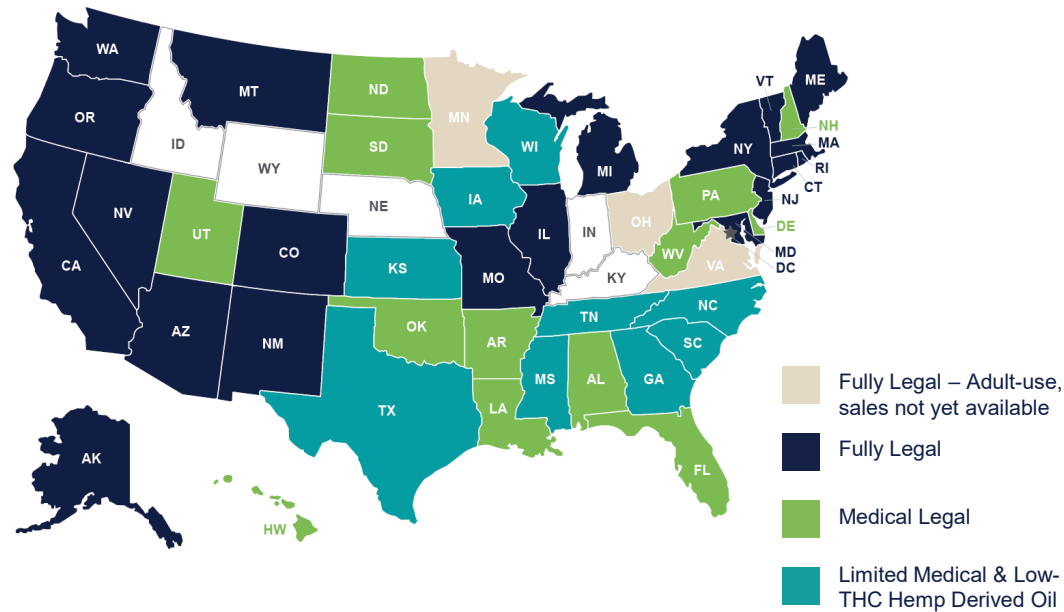 WA
MT
ND
MN
OR
ID
SD
WI
WY
MI
VT
ME
NH
NY
MA
RI
CT
NV
UT
NE
IA
PA
NJ
CA
CO
IL
IN
OH
DE
KS
MO
WV
VA
MD
DC
KY
AZ
NM
OK
AR
TN
NC
SC
TX
LA
MS
AL
GA
FL
AK
HW
Fully Legal – Adult-use,
sales not yet available
Fully Legal
Medical Legal
Limited Medical & Low-
THC Hemp Derived Oil